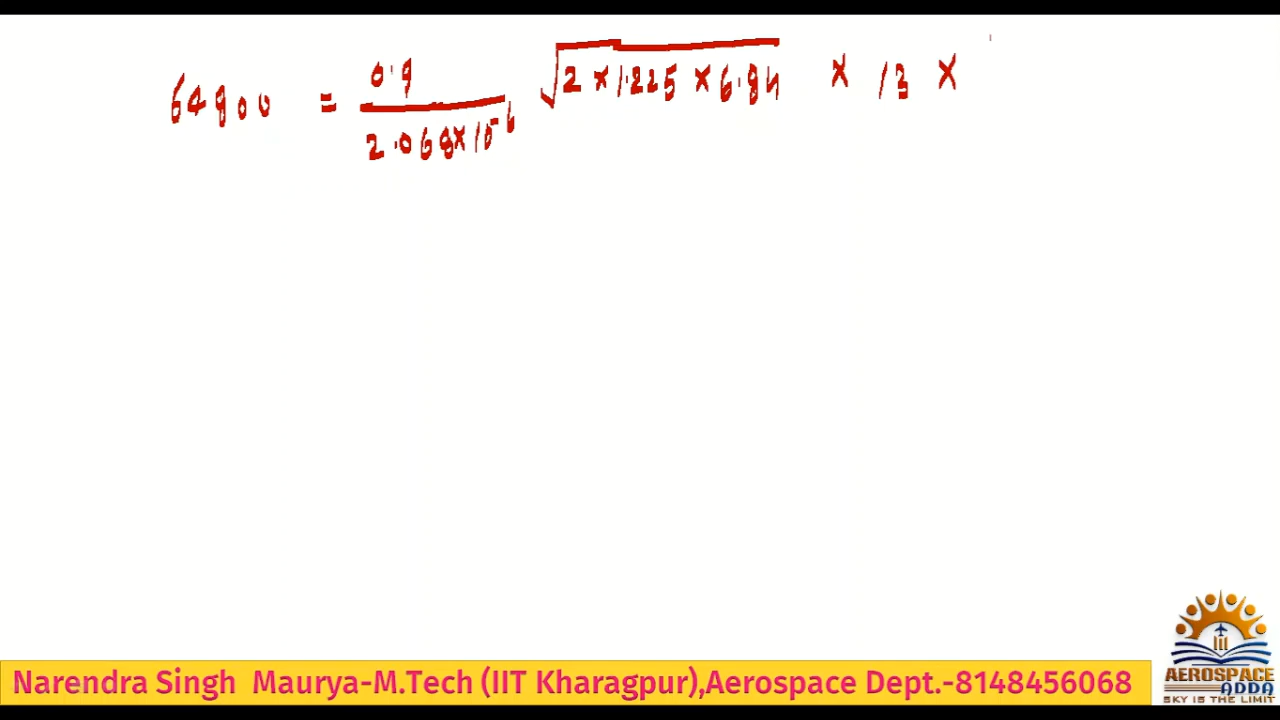 64900 = 0.9 / 2.068×10⁻⁶ √2×1.225×6.84 × 13 ×
Narendra Singh Maurya-M.Tech (IIT Kharagpur),Aerospace Dept.-8148456068
AEROSPACE
ADDA
SKY IS THE LIMIT